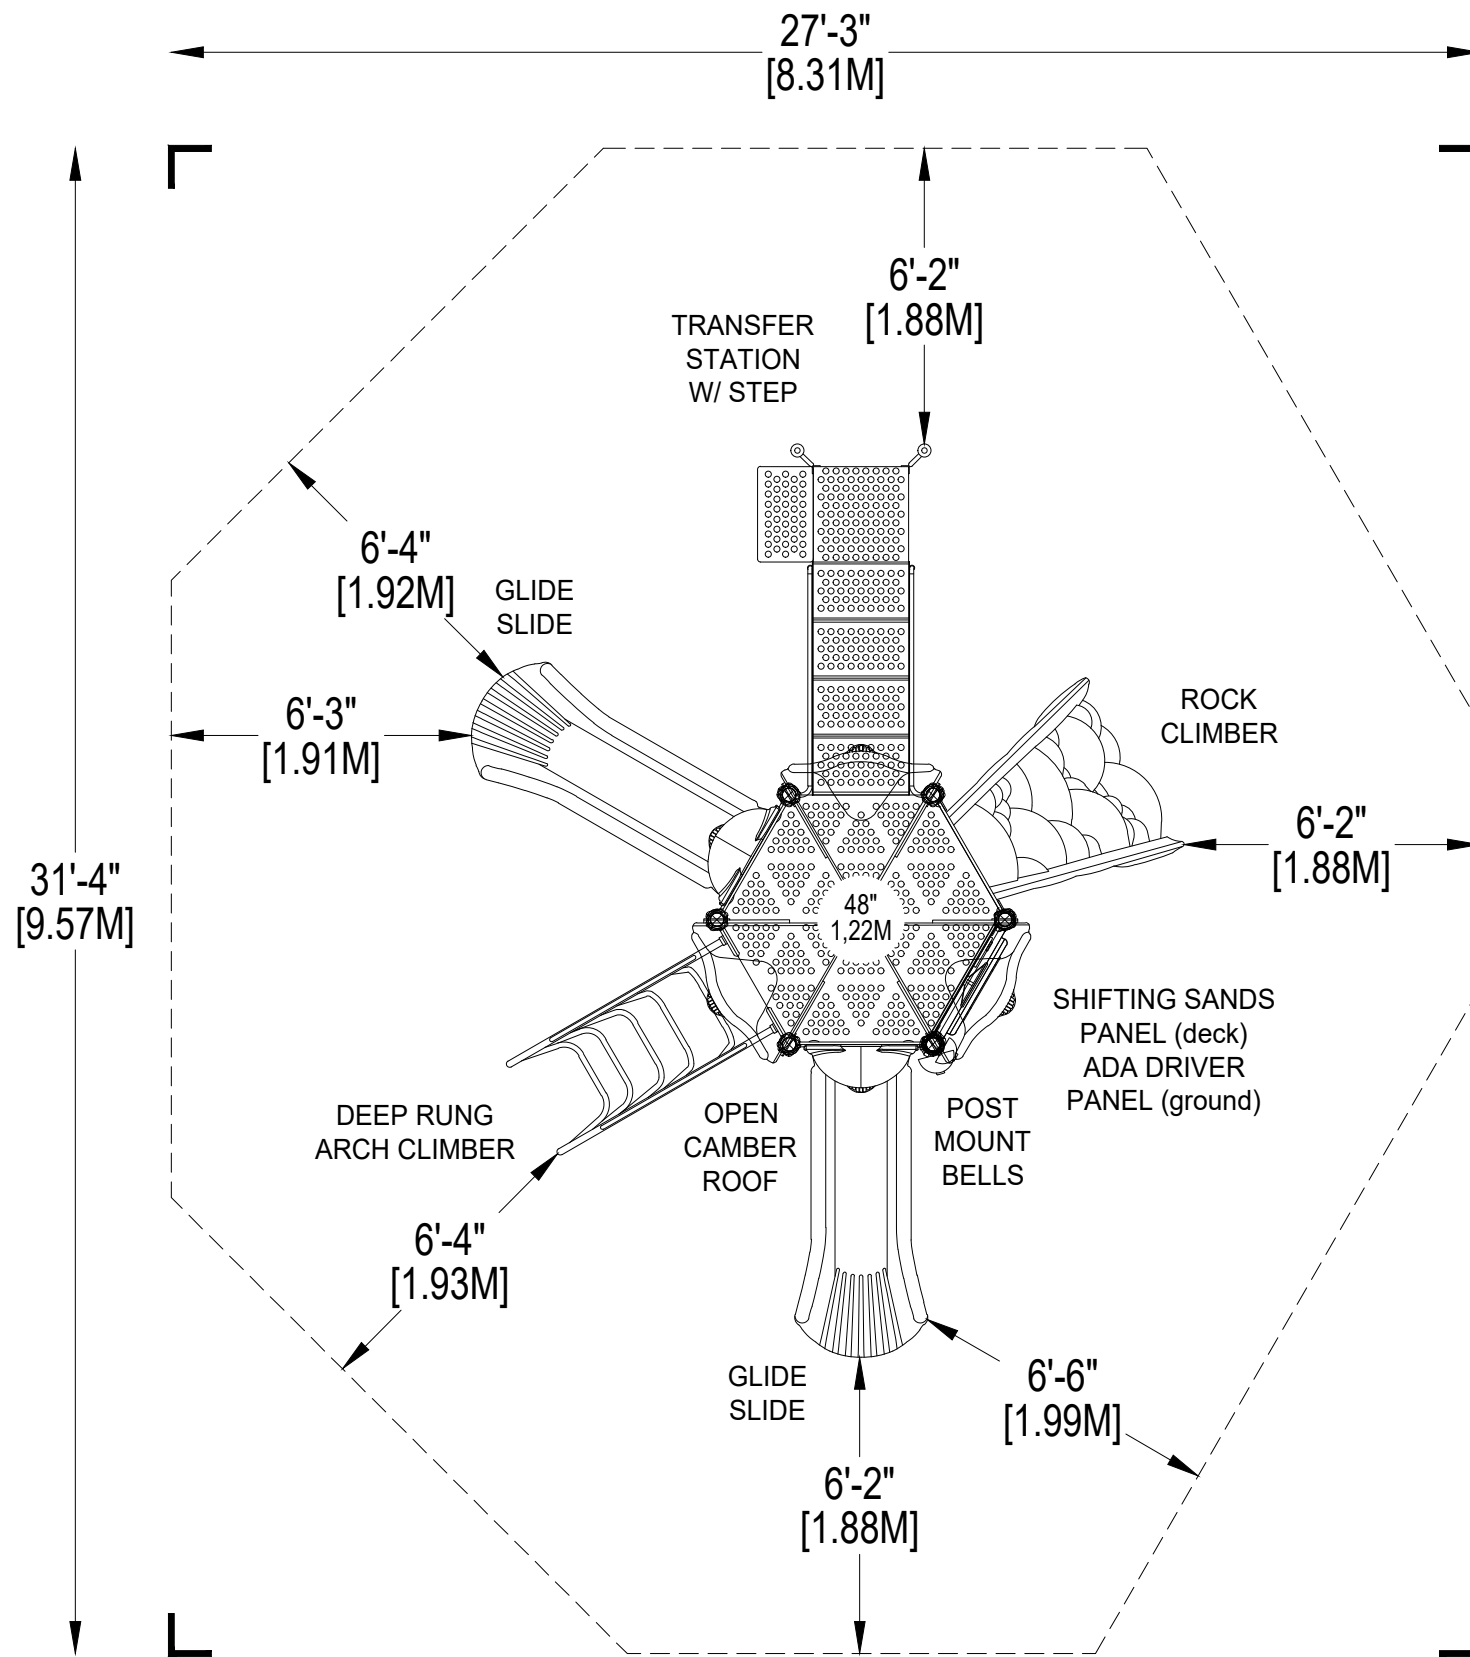 27'-3"
[8.31M]
6'-2"
[1.88M]
TRANSFER
STATION
W/ STEP
6'-4"
[1.92M]
GLIDE
SLIDE
6'-3"
[1.91M]
ROCK
CLIMBER
6'-2"
[1.88M]
31'-4"
[9.57M]
48"
1,22M
SHIFTING SANDS
PANEL (deck)
ADA DRIVER
PANEL (ground)
DEEP RUNG
ARCH CLIMBER
OPEN
CAMBER
ROOF
POST
MOUNT
BELLS
6'-4"
[1.93M]
GLIDE
SLIDE
6'-6"
[1.99M]
6'-2"
[1.88M]